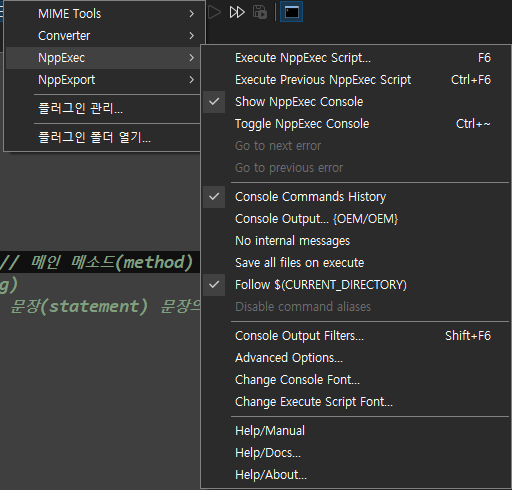 MIME Tools
Converter
NppExec
NppExport
플러그인 관리...
플러그인 폴더 열기...
Execute NppExec Script... F6
Execute Previous NppExec Script Ctrl+F6
Show NppExec Console
Toggle NppExec Console Ctrl+~
Go to next error
Go to previous error
Console Commands History
Console Output... {OEM/OEM}
No internal messages
Save all files on execute
Follow $(CURRENT_DIRECTORY)
Disable command aliases
Console Output Filters... Shift+F6
Advanced Options...
Change Console Font...
Change Execute Script Font...
Help/Manual
Help/Docs...
Help/About...
// 메인 메소드(method)
g)
문장(statement) 문장으